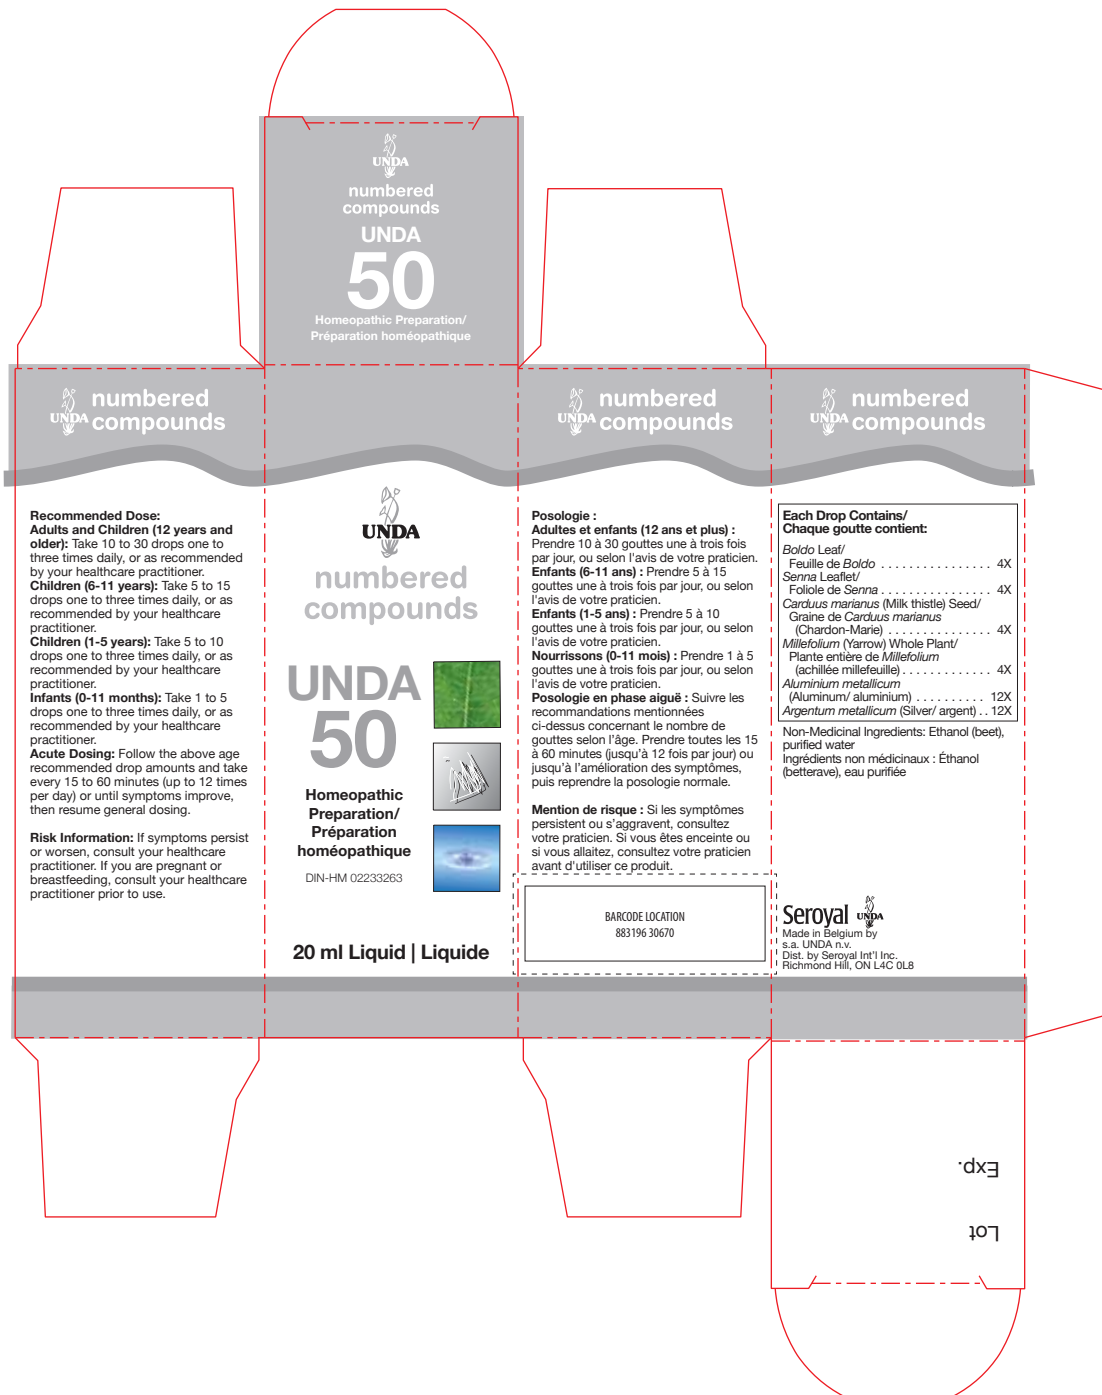 UNDA
numbered
compounds
UNDA
50
Homeopathic Preparation/
Préparation homéopathique
UNDA
numbered
compounds
Recommended Dose:
Adults and Children (12 years and
older): Take 10 to 30 drops one to
three times daily, or as recommended
by your healthcare practitioner.
Children (6-11 years): Take 5 to 15
drops one to three times daily, or as
recommended by your healthcare
practitioner.
Children (1-5 years): Take 5 to 10
drops one to three times daily, or as
recommended by your healthcare
practitioner.
Infants (0-11 months): Take 1 to 5
drops one to three times daily, or as
recommended by your healthcare
practitioner.
Acute Dosing: Follow the above age
recommended drop amounts and take
every 15 to 60 minutes (up to 12 times
per day) or until symptoms improve,
then resume general dosing.
Risk Information: If symptoms persist
or worsen, consult your healthcare
practitioner. If you are pregnant or
breastfeeding, consult your healthcare
practitioner prior to use.
UNDA
numbered
compounds
UNDA
50
Homeopathic
Preparation/
Préparation
homéopathique
DIN-HM 02233263
20 ml Liquid | Liquide
UNDA
numbered
compounds
Posologie :
Adultes et enfants (12 ans et plus) :
Prendre 10 à 30 gouttes une à trois fois
par jour, ou selon l'avis de votre praticien.
Enfants (6-11 ans) : Prendre 5 à 15
gouttes une à trois fois par jour, ou selon
l'avis de votre praticien.
Enfants (1-5 ans) : Prendre 5 à 10
gouttes une à trois fois par jour, ou selon
l'avis de votre praticien.
Nourrissons (0-11 mois) : Prendre 1 à 5
gouttes une à trois fois par jour, ou selon
l'avis de votre praticien.
Posologie en phase aiguë : Suivre les
recommandations mentionnées
ci-dessus concernant le nombre de
gouttes selon l'âge. Prendre toutes les 15
à 60 minutes (jusqu'à 12 fois par jour) ou
jusqu'à l'amélioration des symptômes,
puis reprendre la posologie normale.
Mention de risque : Si les symptômes
persistent ou s'aggravent, consultez
votre praticien. Si vous êtes enceinte ou
si vous allaitez, consultez votre praticien
avant d'utiliser ce produit.
BARCODE LOCATION
883196 30670
UNDA
numbered
compounds
Each Drop Contains/
Chaque goutte contient:
Boldo Leaf/
Feuille de Boldo . . . . . . . . . . . . . . . . 4X
Senna Leaflet/
Foliole de Senna . . . . . . . . . . . . . . . . 4X
Carduus marianus (Milk thistle) Seed/
Graine de Carduus marianus
(Chardon-Marie) . . . . . . . . . . . . . . . 4X
Millefolium (Yarrow) Whole Plant/
Plante entière de Millefolium
(achillée millefeuille) . . . . . . . . . . . . . 4X
Aluminium metallicum
(Aluminum/ aluminium) . . . . . . . . . . 12X
Argentum metallicum (Silver/ argent) . . 12X
Non-Medicinal Ingredients: Ethanol (beet),
purified water
Ingrédients non médicinaux : Éthanol
(betterave), eau purifiée
Seroyal UNDA
Made in Belgium by
s.a. UNDA n.v.
Dist. by Seroyal Int'l Inc.
Richmond Hill, ON L4C 0L8
Exp.
Lot